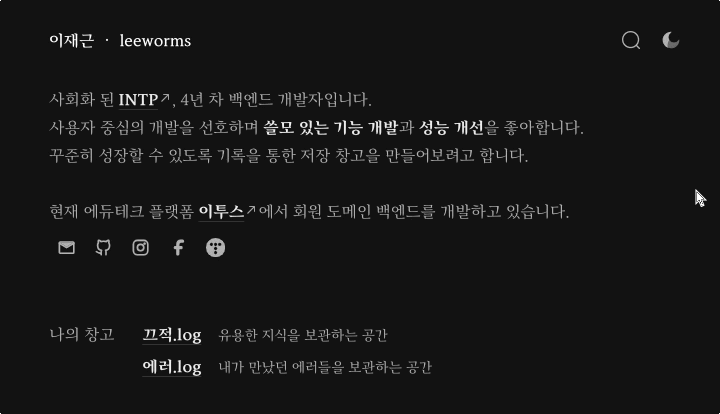 이재근 · leeworms
사회화 된 INTP↗, 4년 차 백엔드 개발자입니다.
사용자 중심의 개발을 선호하며 쓸모 있는 기능 개발과 성능 개선을 좋아합니다.
꾸준히 성장할 수 있도록 기록을 통한 저장 창고을 만들어보려고 합니다.
현재 에듀테크 플랫폼 이투스↗에서 회원 도메인 백엔드를 개발하고 있습니다.
나의 창고 끄적.log 유용한 지식을 보관하는 공간
에러.log 내가 만났던 에러들을 보관하는 공간